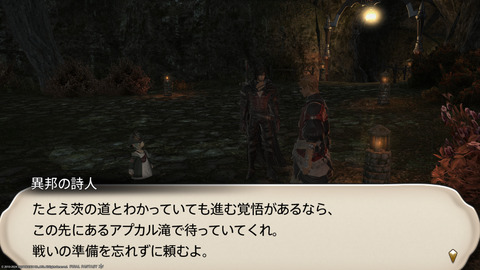 異邦の詩人
たとえ茨の道とわかっていても進む覚悟があるなら、
この先にあるアプカル滝で待っていてくれ。
戦いの準備を忘れずに頼むよ。
FINAL FANTASY XIV